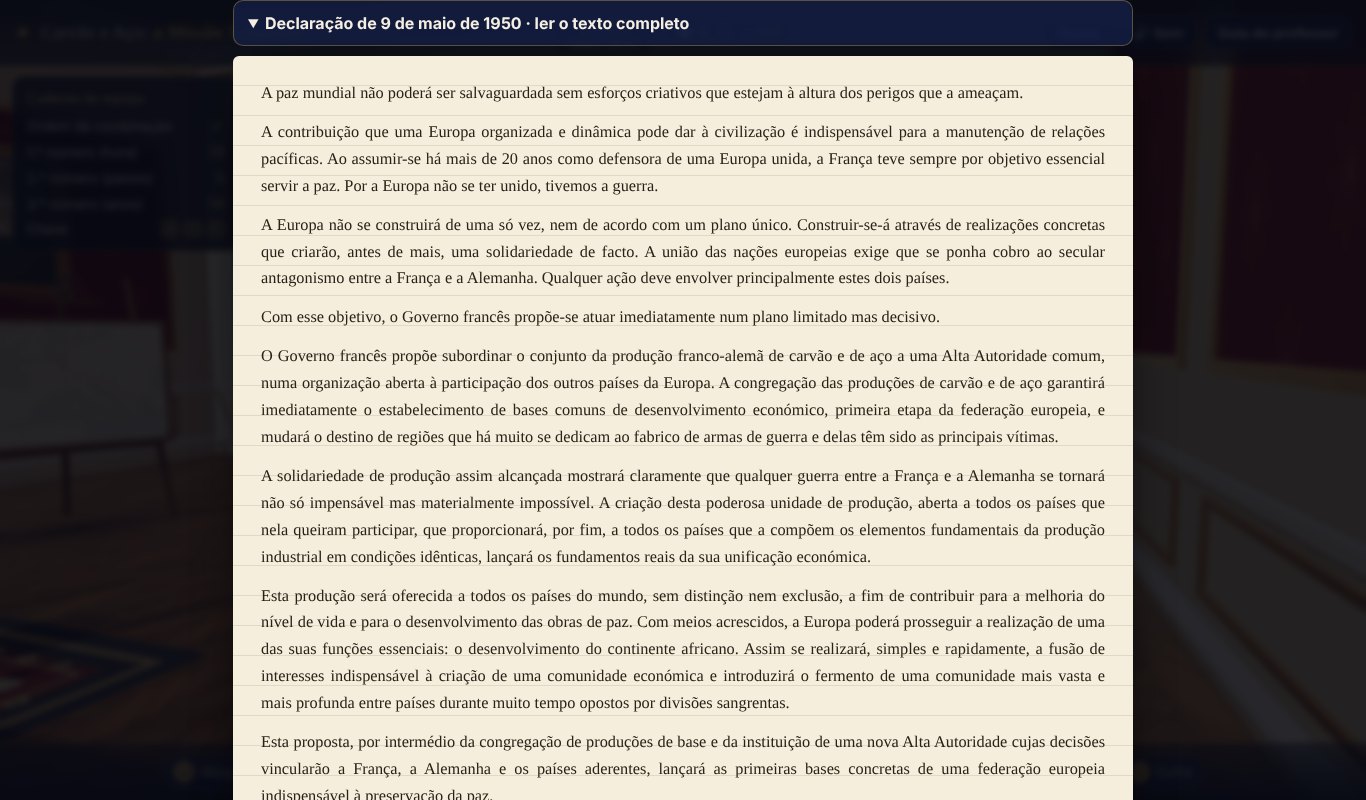 ▼ Declaração de 9 de maio de 1950 · ler o texto completo
A paz mundial não poderá ser salvaguardada sem esforços criativos que estejam à altura dos perigos que a ameaçam.
A contribuição que uma Europa organizada e dinâmica pode dar à civilização é indispensável para a manutenção de relações
pacíficas. Ao assumir-se há mais de 20 anos como defensora de uma Europa unida, a França teve sempre por objetivo essencial
servir a paz. Por a Europa não se ter unido, tivemos a guerra.
A Europa não se construirá de uma só vez, nem de acordo com um plano único. Construir-se-á através de realizações concretas
que criarão, antes de mais, uma solidariedade de facto. A união das nações europeias exige que se ponha cobro ao secular
antagonismo entre a França e a Alemanha. Qualquer ação deve envolver principalmente estes dois países.
Com esse objetivo, o Governo francês propõe-se atuar imediatamente num plano limitado mas decisivo.
O Governo francês propõe subordinar o conjunto da produção franco-alemã de carvão e de aço a uma Alta Autoridade comum,
numa organização aberta à participação dos outros países da Europa. A congregação das produções de carvão e de aço garantirá
imediatamente o estabelecimento de bases comuns de desenvolvimento económico, primeira etapa da federação europeia, e
mudará o destino de regiões que há muito se dedicam ao fabrico de armas de guerra e delas têm sido as principais vítimas.
A solidariedade de produção assim alcançada mostrará claramente que qualquer guerra entre a França e a Alemanha se tornará
não só impensável mas materialmente impossível. A criação desta poderosa unidade de produção, aberta a todos os países que
nela queiram participar, que proporcionará, por fim, a todos os países que a compõem os elementos fundamentais da produção
industrial em condições idênticas, lançará os fundamentos reais da sua unificação económica.
Esta produção será oferecida a todos os países do mundo, sem distinção nem exclusão, a fim de contribuir para a melhoria do
nível de vida e para o desenvolvimento das obras de paz. Com meios acrescidos, a Europa poderá prosseguir a realização de uma
das suas funções essenciais: o desenvolvimento do continente africano. Assim se realizará, simples e rapidamente, a fusão de
interesses indispensável à criação de uma comunidade económica e introduzirá o fermento de uma comunidade mais vasta e
mais profunda entre países durante muito tempo opostos por divisões sangrentas.
Esta proposta, por intermédio da congregação de produções de base e da instituição de uma nova Alta Autoridade cujas decisões
vincularão a França, a Alemanha e os países aderentes, lançará as primeiras bases concretas de uma federação europeia
indispensável à preservação da paz.